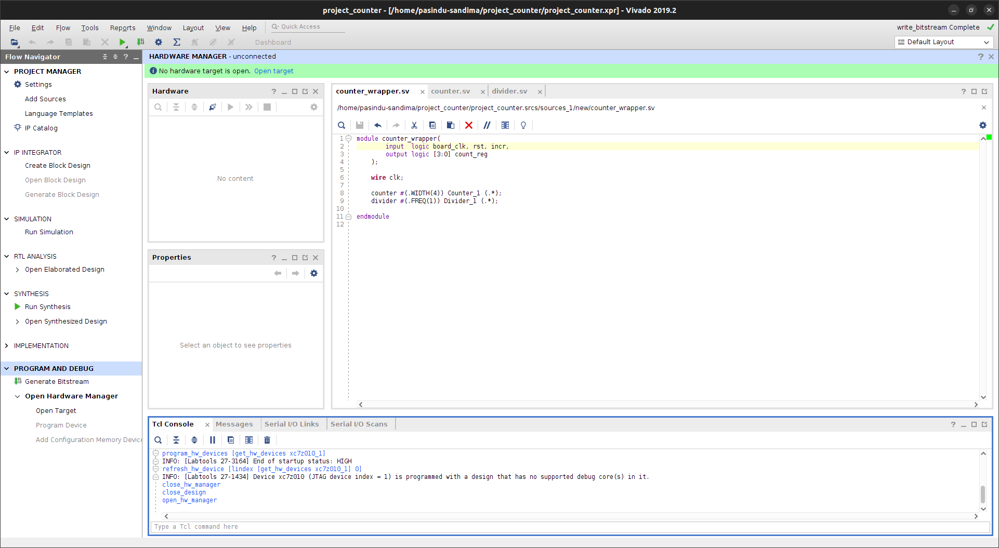 project_counter - [/home/pasindu-sandima/project_counter/project_counter.xpr] - Vivado 2019.2
File Edit Flow Tools Reports Window Layout View Help Quick Access
write_bitstream Complete
Dashboard
Default Layout
Flow Navigator
PROJECT MANAGER
Settings
Add Sources
Language Templates
IP Catalog
IP INTEGRATOR
Create Block Design
Open Block Design
Generate Block Design
SIMULATION
Run Simulation
RTL ANALYSIS
Open Elaborated Design
SYNTHESIS
Run Synthesis
Open Synthesized Design
IMPLEMENTATION
PROGRAM AND DEBUG
Generate Bitstream
Open Hardware Manager
Open Target
Program Device
Add Configuration Memory Device
HARDWARE MANAGER - unconnected
No hardware target is open. Open target
Hardware
No content
Properties
Select an object to see properties
counter_wrapper.sv counter.sv divider.sv
/home/pasindu-sandima/project_counter/project_counter.srcs/sources_1/new/counter_wrapper.sv
1 module counter_wrapper(
2 input logic board_clk, rst, incr,
3 output logic [3:0] count_reg
4 );
5
6 wire clk;
7
8 counter #(.WIDTH(4)) Counter_1 (.*);
9 divider #(.FREQ(1)) Divider_1 (.*);
10
11 endmodule
12
Tcl Console Messages Serial I/O Links Serial I/O Scans
program_hw_devices [get_hw_devices xc7z010_1]
INFO: [Labtools 27-3164] End of startup status: HIGH
refresh_hw_device [lindex [get_hw_devices xc7z010_1] 0]
INFO: [Labtools 27-1434] Device xc7z010 (JTAG device index = 1) is programmed with a design that has no supported debug core(s) in it.
close_hw_manager
close_design
open_hw_manager
Type a Tcl command here